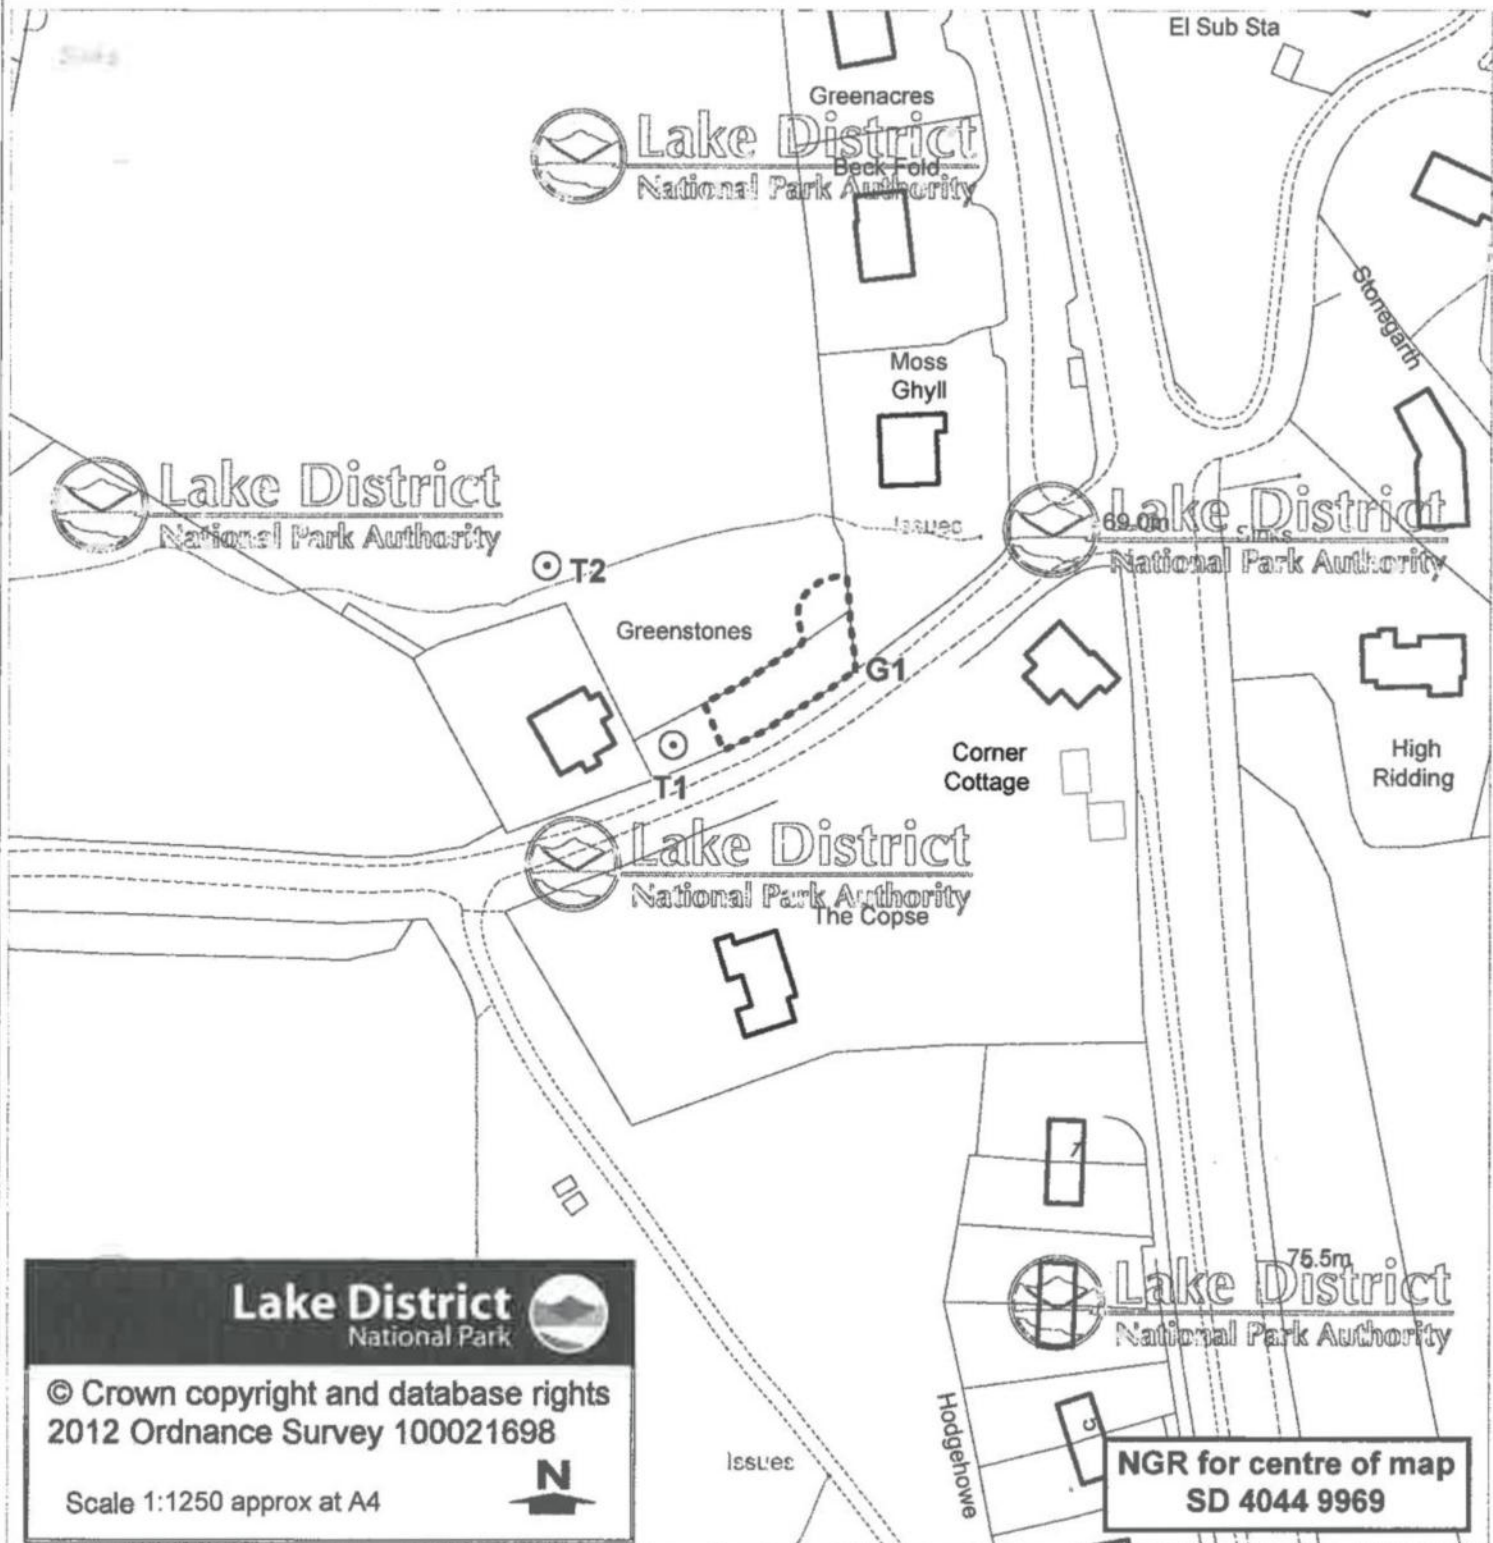 El Sub Sta
Greenacres
Lake District
National Park Authority
Beck Fold
Stonegarth
Moss
Ghyll
Lake District
National Park Authority
Issues
69.0m
Lake District
National Park Authority
Sinks
T2
Greenstones
G1
T1
Corner
Cottage
High
Ridding
Lake District
National Park Authority
The Copse
7
75.5m
Lake District
National Park Authority
Hodgehowe
Issues
Lake District
National Park
© Crown copyright and database rights
2012 Ordnance Survey 100021698
Scale 1:1250 approx at A4
N
NGR for centre of map
SD 4044 9969